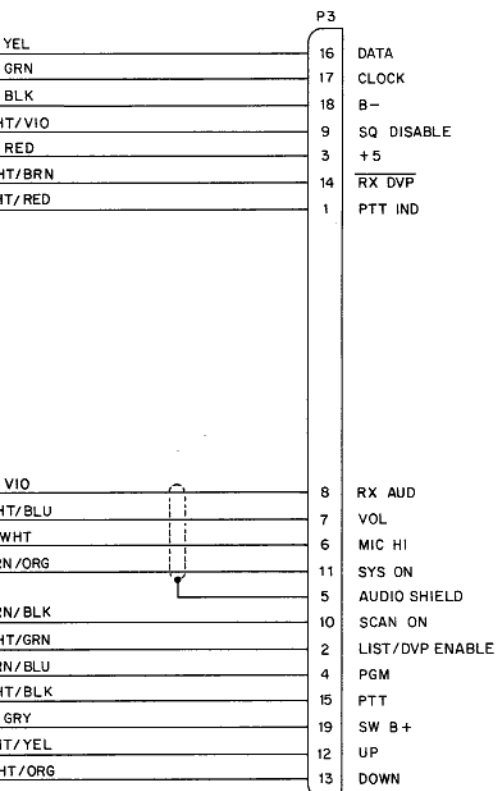 P3
YEL 16 DATA
GRN 17 CLOCK
BLK 18 B-
HT/VIO 9 SQ DISABLE
RED 3 +5
HT/BRN 14 RX DVP
HT/RED 1 PTT IND
VIO 8 RX AUD
HT/BLU 7 VOL
WHT 6 MIC HI
RN/ORG 11 SYS ON
5 AUDIO SHIELD
RN/BLK 10 SCAN ON
HT/GRN 2 LIST/DVP ENABLE
RN/BLU 4 PGM
HT/BLK 15 PTT
GRY 19 SW B+
HT/YEL 12 UP
HT/ORG 13 DOWN